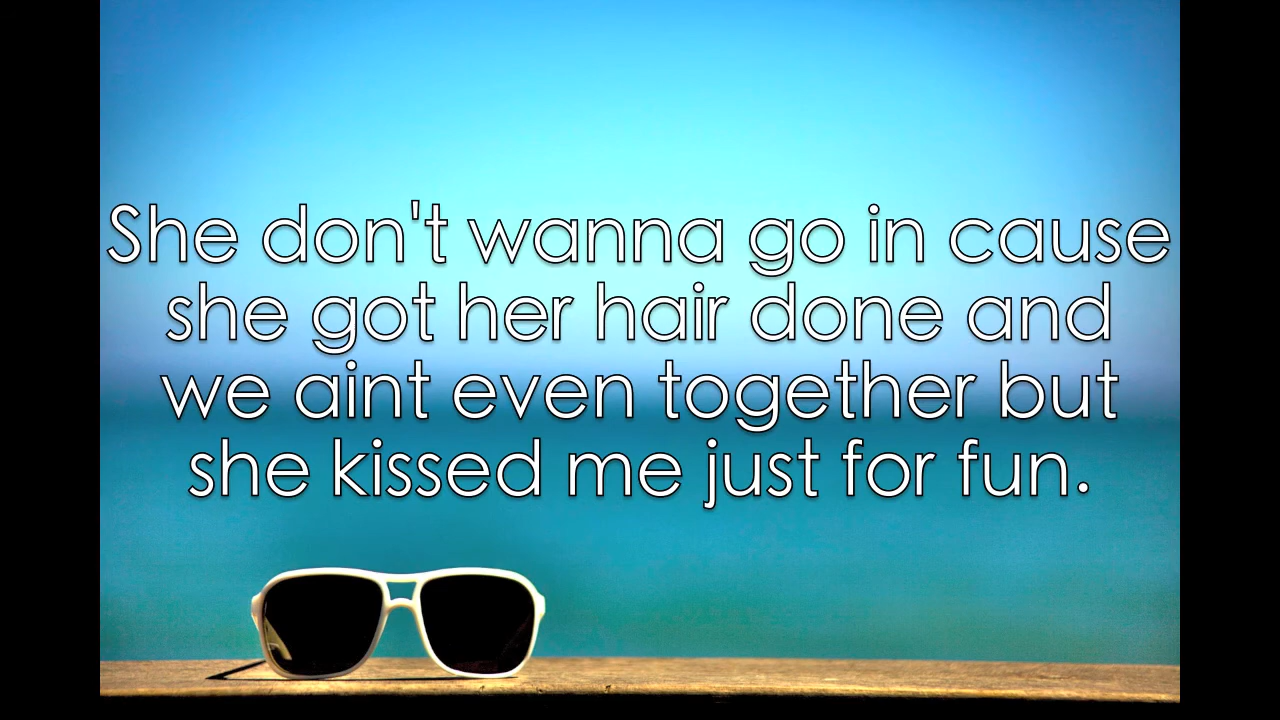 She don't wanna go in cause
she got her hair done and
we aint even together but
she kissed me just for fun.